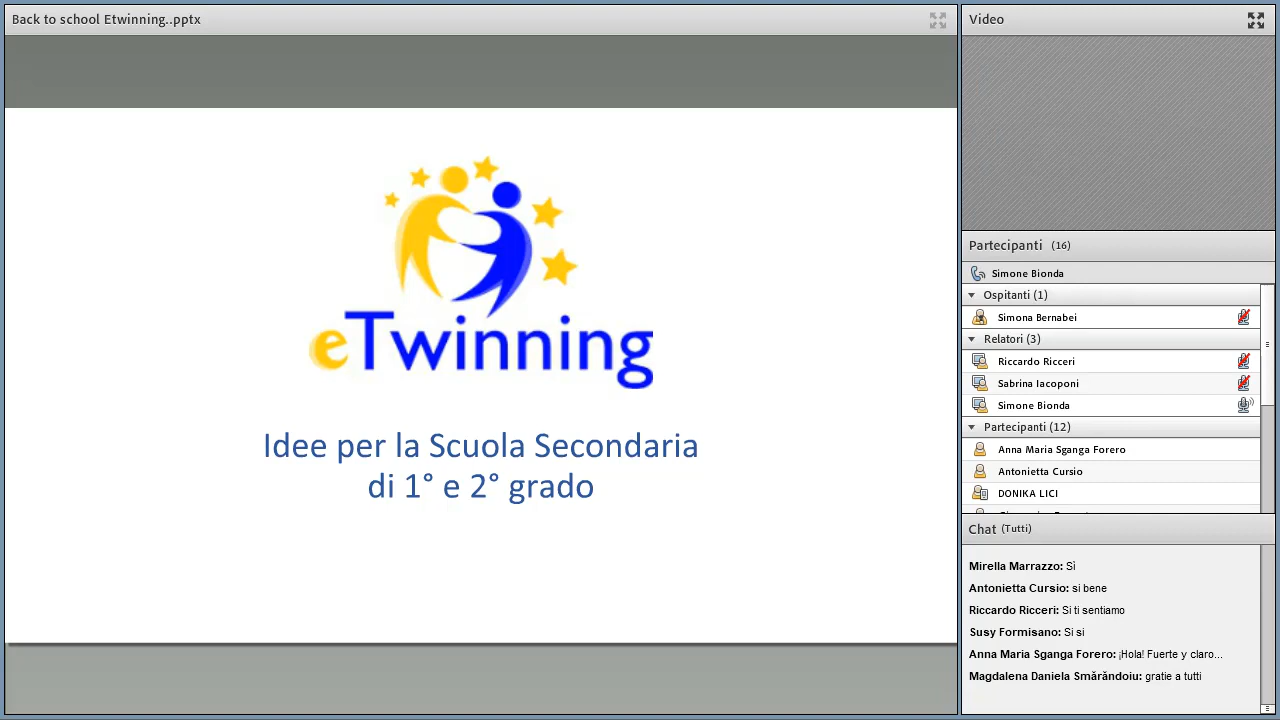 Back to school Etwinning..pptx
eTwinning
Idee per la Scuola Secondaria
di 1° e 2° grado
Video
Partecipanti (16)
Simone Bionda
Ospitanti (1)
Simona Bernabei
Relatori (3)
Riccardo Ricceri
Sabrina Iacoponi
Simone Bionda
Partecipanti (12)
Anna Maria Sganga Forero
Antonietta Cursio
DONIKA LICI
Chat (Tutti)
Mirella Marrazzo: Sì
Antonietta Cursio: si bene
Riccardo Ricceri: Si ti sentiamo
Susy Formisano: Si si
Anna Maria Sganga Forero: ¡Hola! Fuerte y claro...
Magdalena Daniela Smărăndoiu: gratie a tutti